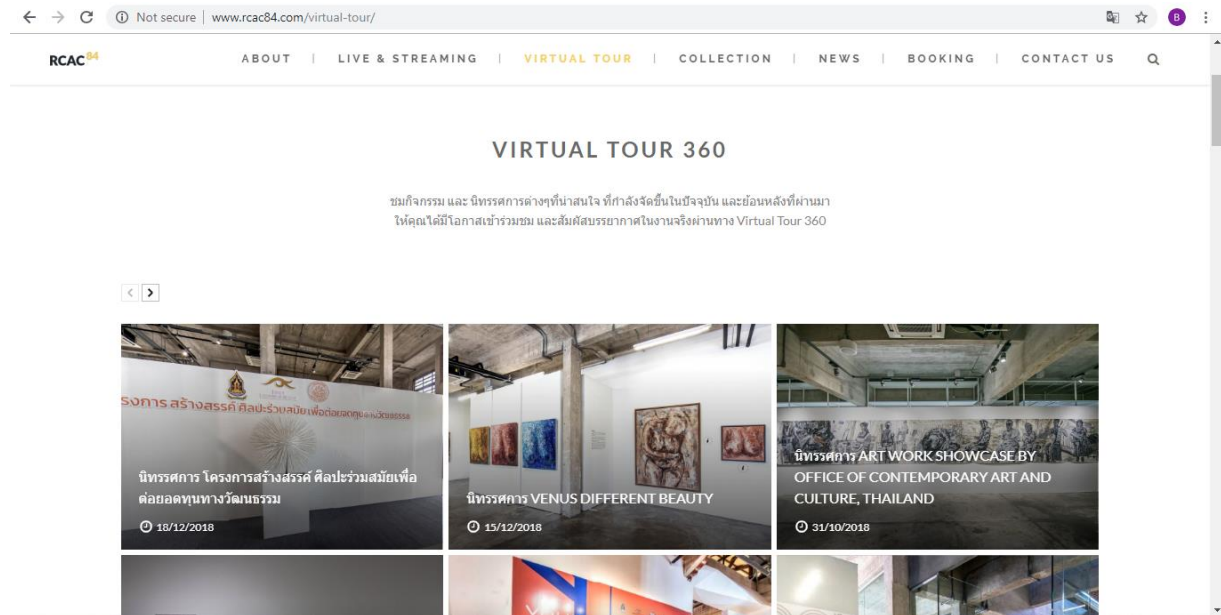 Not secure | www.rcac84.com/virtual-tour/
B
RCAC84
ABOUT | LIVE & STREAMING | VIRTUAL TOUR | COLLECTION | NEWS | BOOKING | CONTACT US
VIRTUAL TOUR 360
ชมกิจกรรม และ นิทรรศการต่างๆที่น่าสนใจ ที่กำลังจัดขึ้นในปัจจุบัน และย้อนหลังที่ผ่านมา
ให้คุณได้มีโอกาสเข้าร่วมชม และสัมผัสบรรยากาศในงานจริงผ่านทาง Virtual Tour 360
นิทรรศการ โครงการสร้างสรรค์ ศิลปะร่วมสมัยเพื่อ
ต่อยอดทุนทางวัฒนธรรม
18/12/2018
นิทรรศการ VENUS DIFFERENT BEAUTY
15/12/2018
นิทรรศการ ART WORK SHOWCASE BY
OFFICE OF CONTEMPORARY ART AND
CULTURE, THAILAND
31/10/2018